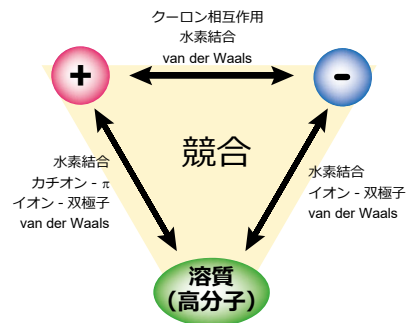 クーロン相互作用
水素結合
van der Waals
+
-
競合
水素結合
カチオン - π
イオン - 双極子
van der Waals
水素結合
イオン - 双極子
van der Waals
溶質
（高分子）